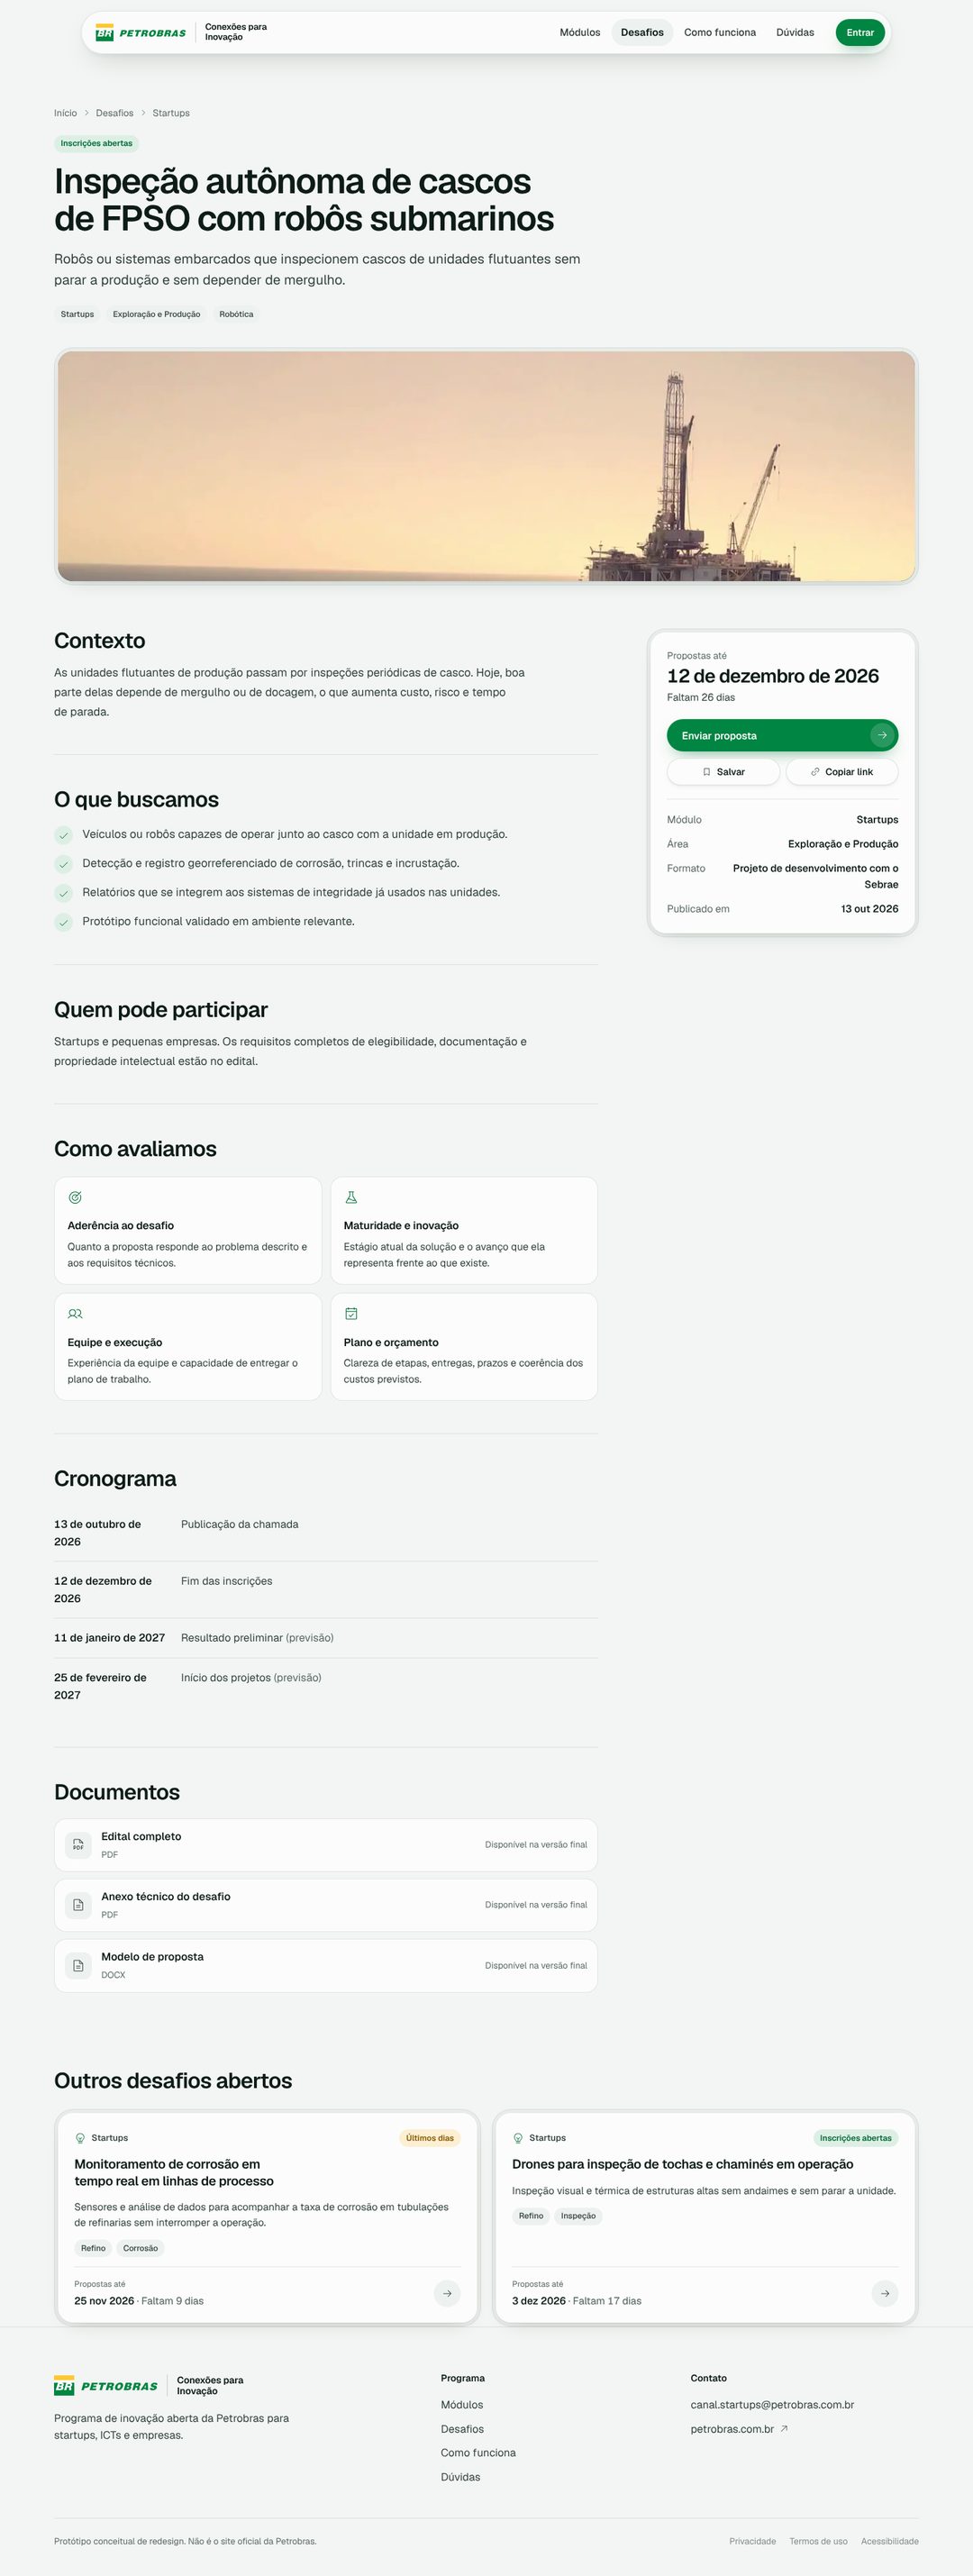 BR PETROBRAS
Conexões para
Inovação
Módulos
Desafios
Como funciona
Dúvidas
Entrar
Início
Desafios
Startups
Inscrições abertas
Inspeção autônoma de cascos
de FPSO com robôs submarinos
Robôs ou sistemas embarcados que inspecionem cascos de unidades flutuantes sem
parar a produção e sem depender de mergulho.
Startups
Exploração e Produção
Robótica
Contexto
As unidades flutuantes de produção passam por inspeções periódicas de casco. Hoje, boa
parte delas depende de mergulho ou de docagem, o que aumenta custo, risco e tempo
de parada.
O que buscamos
Veículos ou robôs capazes de operar junto ao casco com a unidade em produção.
Detecção e registro georreferenciado de corrosão, trincas e incrustação.
Relatórios que se integrem aos sistemas de integridade já usados nas unidades.
Protótipo funcional validado em ambiente relevante.
Quem pode participar
Startups e pequenas empresas. Os requisitos completos de elegibilidade, documentação e
propriedade intelectual estão no edital.
Como avaliamos
Aderência ao desafio
Quanto a proposta responde ao problema descrito e
aos requisitos técnicos.
Maturidade e inovação
Estágio atual da solução e o avanço que ela
representa frente ao que existe.
Equipe e execução
Experiência da equipe e capacidade de entregar o
plano de trabalho.
Plano e orçamento
Clareza de etapas, entregas, prazos e coerência dos
custos previstos.
Cronograma
13 de outubro de
2026
Publicação da chamada
12 de dezembro de
2026
Fim das inscrições
11 de janeiro de 2027
Resultado preliminar (previsão)
25 de fevereiro de
2027
Início dos projetos (previsão)
Documentos
PDF
Edital completo
PDF
Disponível na versão final
Anexo técnico do desafio
PDF
Disponível na versão final
Modelo de proposta
DOCX
Disponível na versão final
Propostas até
12 de dezembro de 2026
Faltam 26 dias
Enviar proposta
Salvar
Copiar link
Módulo
Startups
Área
Exploração e Produção
Formato
Projeto de desenvolvimento com o
Sebrae
Publicado em
13 out 2026
Outros desafios abertos
Startups
Últimos dias
Monitoramento de corrosão em
tempo real em linhas de processo
Sensores e análise de dados para acompanhar a taxa de corrosão em tubulações
de refinarias sem interromper a operação.
Refino
Corrosão
Propostas até
25 nov 2026 · Faltam 9 dias
Startups
Inscrições abertas
Drones para inspeção de tochas e chaminés em operação
Inspeção visual e térmica de estruturas altas sem andaimes e sem parar a unidade.
Refino
Inspeção
Propostas até
3 dez 2026 · Faltam 17 dias
BR PETROBRAS
Conexões para
Inovação
Programa de inovação aberta da Petrobras para
startups, ICTs e empresas.
Programa
Módulos
Desafios
Como funciona
Dúvidas
Contato
canal.startups@petrobras.com.br
petrobras.com.br
Protótipo conceitual de redesign. Não é o site oficial da Petrobras.
Privacidade
Termos de uso
Acessibilidade